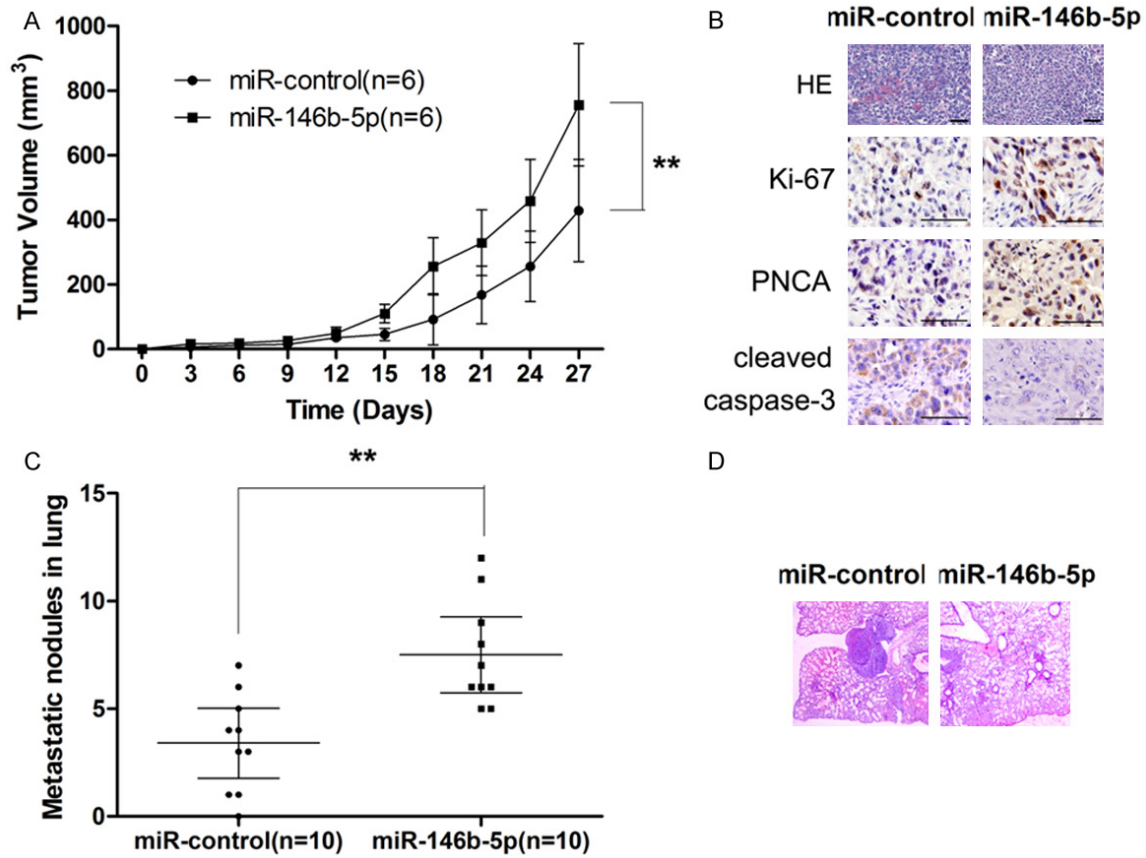 A
Tumor Volume (mm³)
1000
800
600
400
200
0
miR-control(n=6)
miR-146b-5p(n=6)
**
0 3 6 9 12 15 18 21 24 27
Time (Days)
B
miR-control miR-146b-5p
HE
Ki-67
PNCA
cleaved
caspase-3
C
**
Metastatic nodules in lung
15
10
5
0
miR-control(n=10) miR-146b-5p(n=10)
D
miR-control miR-146b-5p